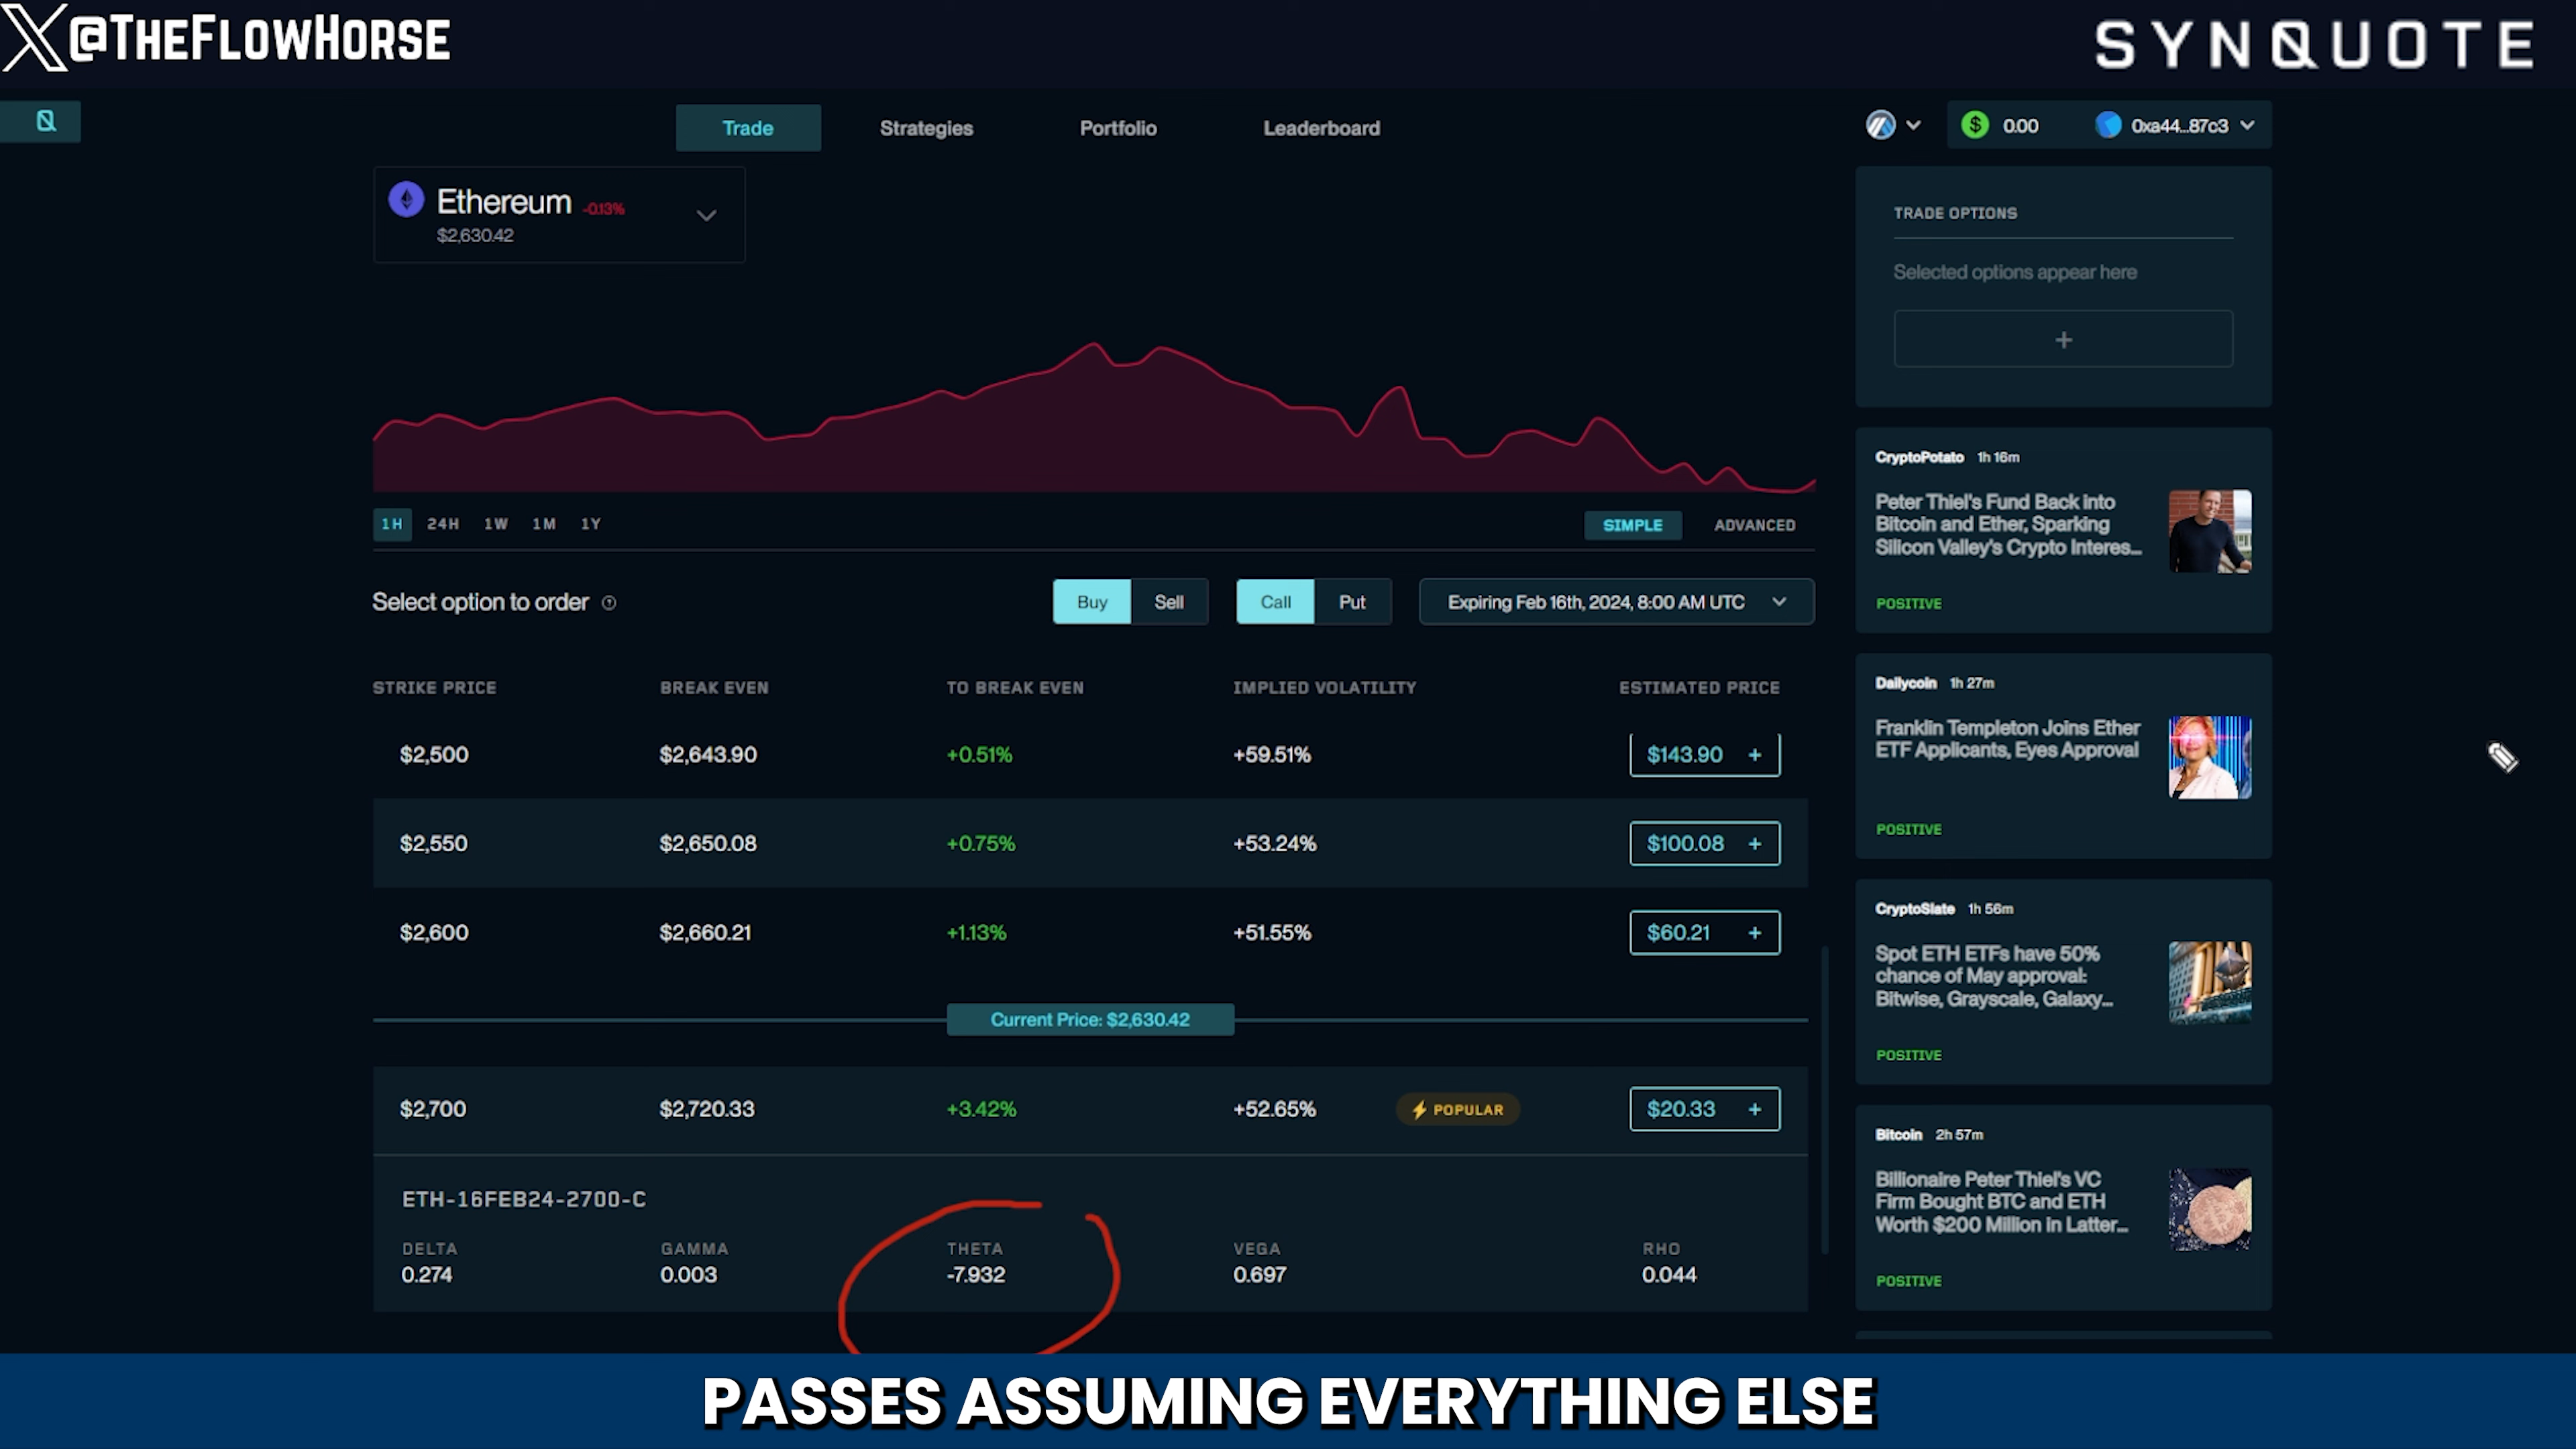 @TheFlowHorse
SYNQUOTE
Trade
Strategies
Portfolio
Leaderboard
0.00
0xa44...87c3
Ethereum -0.13%
$2,630.42
1H 24H 1W 1M 1Y
SIMPLE ADVANCED
Select option to order
Buy Sell
Call Put
Expiring Feb 16th, 2024, 8:00 AM UTC
STRIKE PRICE BREAK EVEN TO BREAK EVEN IMPLIED VOLATILITY ESTIMATED PRICE
$2,500 $2,643.90 +0.51% +59.51% $143.90 +
$2,550 $2,650.08 +0.75% +53.24% $100.08 +
$2,600 $2,660.21 +1.13% +51.55% $60.21 +
Current Price: $2,630.42
$2,700 $2,720.33 +3.42% +52.65% POPULAR $20.33 +
ETH-16FEB24-2700-C
DELTA GAMMA THETA VEGA RHO
0.274 0.003 -7.932 0.697 0.044
TRADE OPTIONS
Selected options appear here
+
CryptoPotato 1h 16m
Peter Thiel's Fund Back into
Bitcoin and Ether, Sparking
Silicon Valley's Crypto Interes...
POSITIVE
Dailycoin 1h 27m
Franklin Templeton Joins Ether
ETF Applicants, Eyes Approval
POSITIVE
CryptoSlate 1h 56m
Spot ETH ETFs have 50%
chance of May approval:
Bitwise, Grayscale, Galaxy...
POSITIVE
Bitcoin 2h 57m
Billionaire Peter Thiel's VC
Firm Bought BTC and ETH
Worth $200 Million in Latter...
POSITIVE
PASSES ASSUMING EVERYTHING ELSE